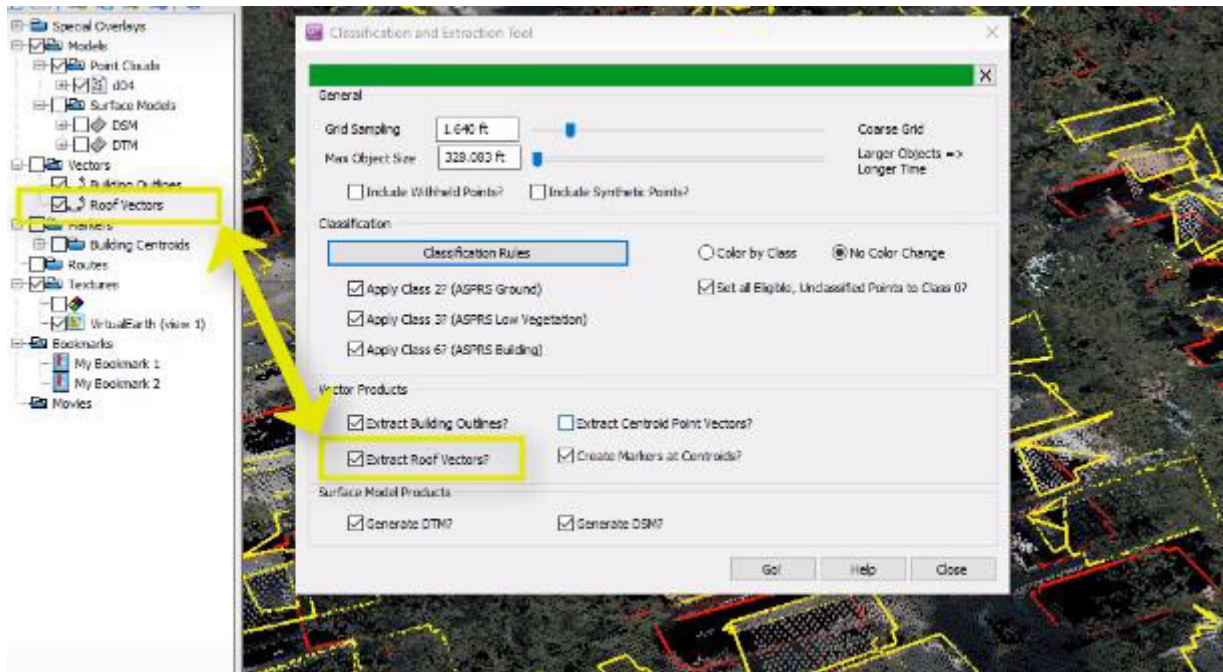 Special Overlays
Models
Point Clouds
d04
Surface Models
DSM
DTM
Vectors
Building Outlines
Roof Vectors
Markers
Building Centroids
Routes
Textures
VirtualEarth (view 1)
Bookmarks
My Bookmark 1
My Bookmark 2
Movies
Classification and Extraction Tool
General
Grid Sampling 1.640 ft Coarse Grid
Max Object Size 328.083 ft Larger Objects =>
Longer Time
Include Withheld Points? Include Synthetic Points?
Classification
Classification Rules Color by Class No Color Change
Apply Class 2? (ASPRS Ground) Set all Eligible, Unclassified Points to Class 0?
Apply Class 3? (ASPRS Low Vegetation)
Apply Class 6? (ASPRS Building)
Vector Products
Extract Building Outlines? Extract Centroid Point Vectors?
Extract Roof Vectors? Create Markers at Centroids?
Surface Model Products
Generate DTM? Generate DSM?
Go! Help Close